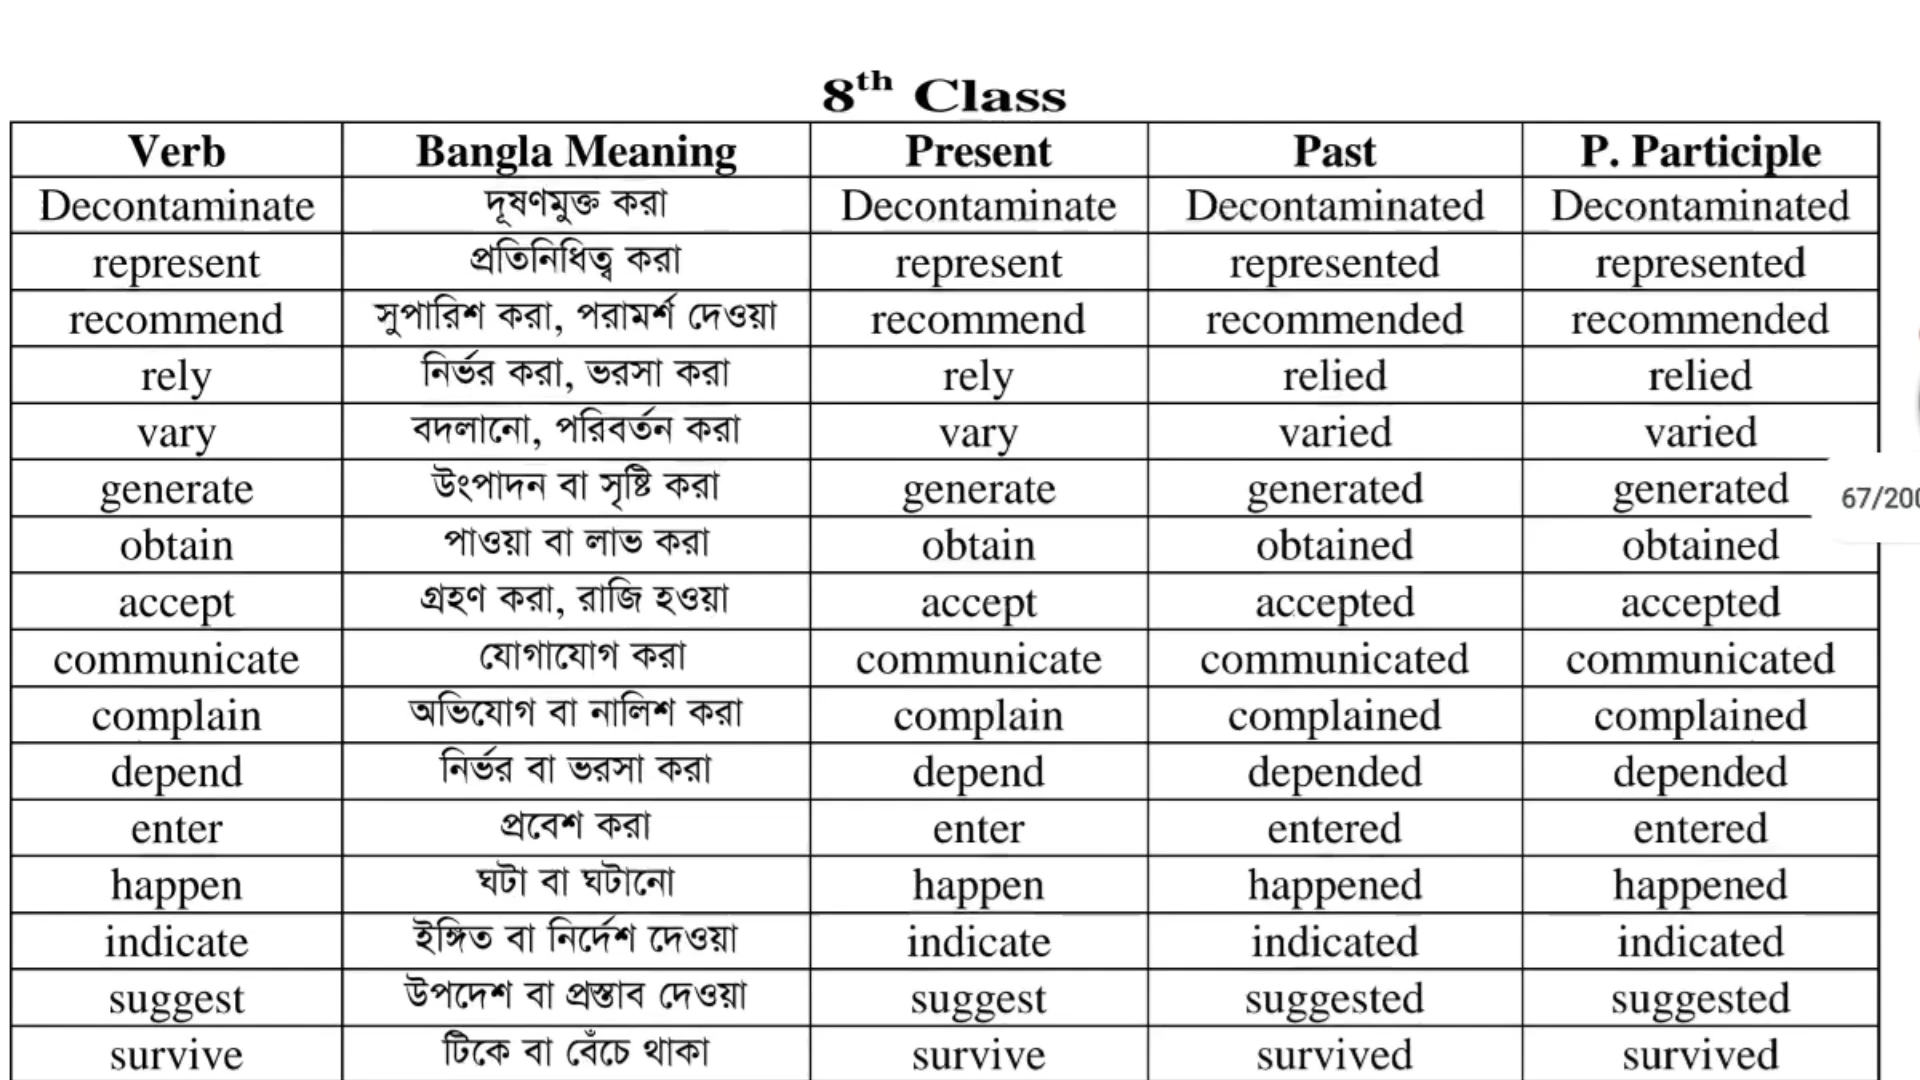 8th Class
Verb Bangla Meaning Present Past P. Participle
Decontaminate দূষণমুক্ত করা Decontaminate Decontaminated Decontaminated
represent প্রতিনিধিত্ব করা represent represented represented
recommend সুপারিশ করা, পরামর্শ দেওয়া recommend recommended recommended
rely নির্ভর করা, ভরসা করা rely relied relied
vary বদলানো, পরিবর্তন করা vary varied varied
generate উৎপাদন বা সৃষ্টি করা generate generated generated 67/200
obtain পাওয়া বা লাভ করা obtain obtained obtained
accept গ্রহণ করা, রাজি হওয়া accept accepted accepted
communicate যোগাযোগ করা communicate communicated communicated
complain অভিযোগ বা নালিশ করা complain complained complained
depend নির্ভর বা ভরসা করা depend depended depended
enter প্রবেশ করা enter entered entered
happen ঘটা বা ঘটানো happen happened happened
indicate ইঙ্গিত বা নির্দেশ দেওয়া indicate indicated indicated
suggest উপদেশ বা প্রস্তাব দেওয়া suggest suggested suggested
survive টিকে বা বেঁচে থাকা survive survived survived